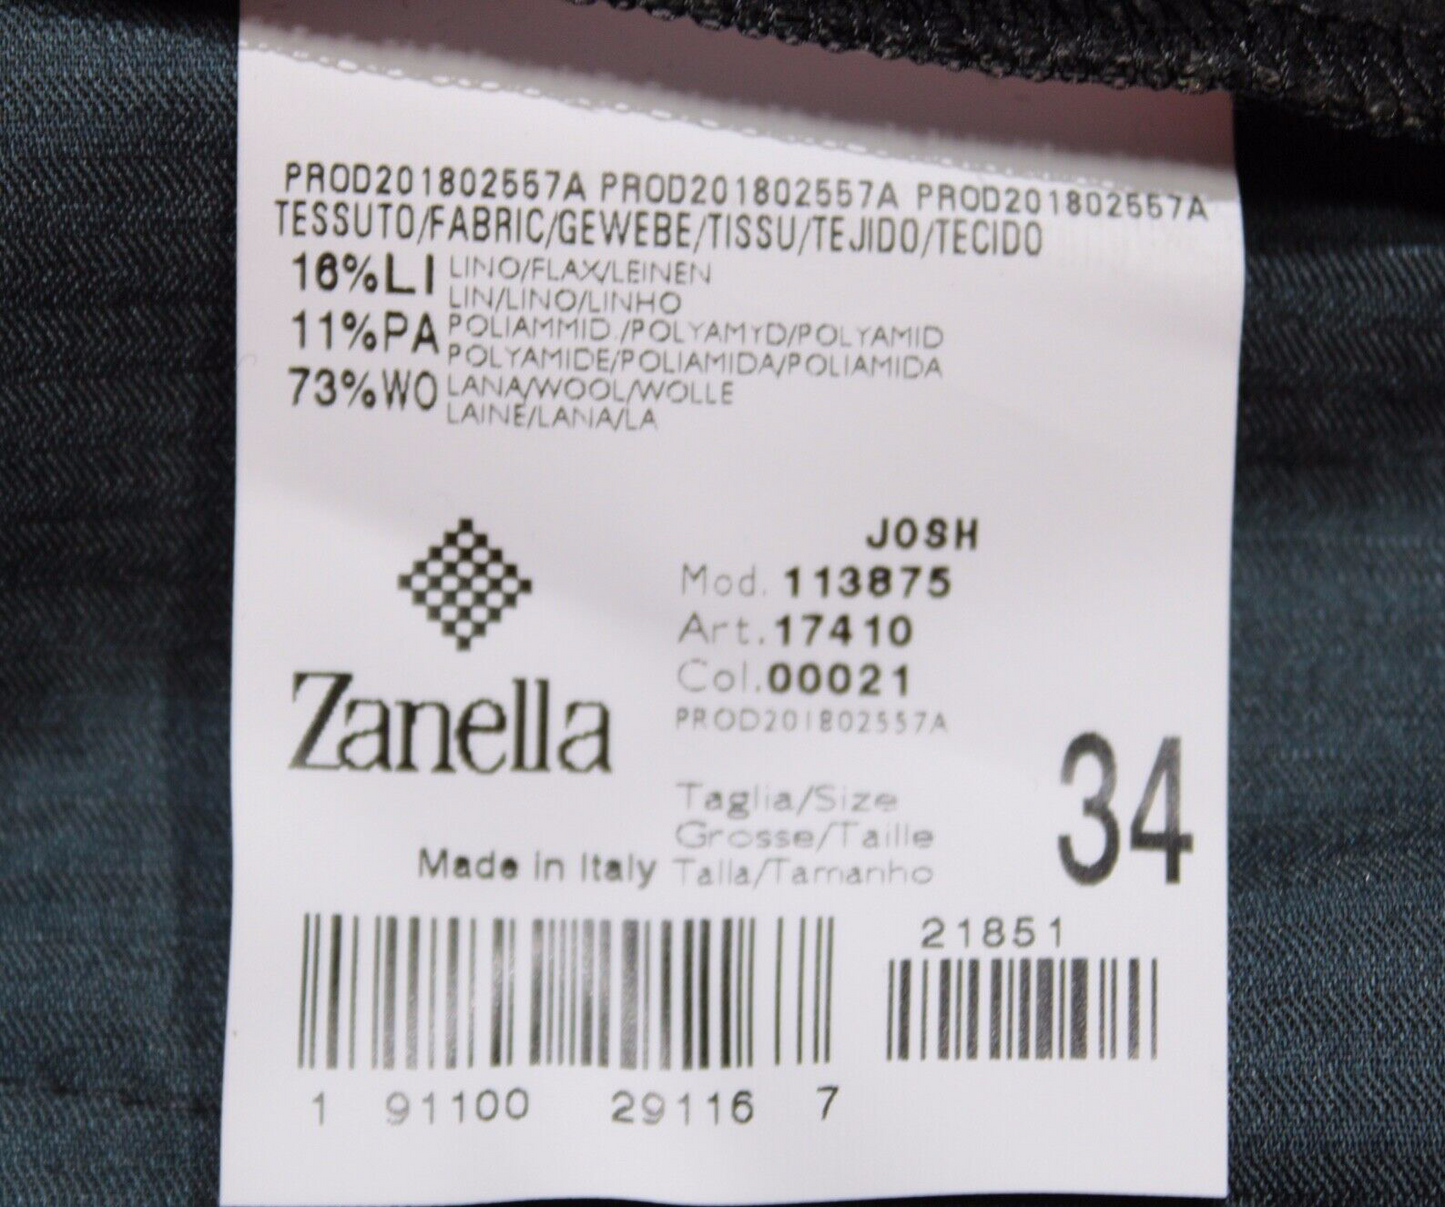 PROD201802557A PROD201802557A PROD201802557A
TESSUTO/FABRIC/GEWEBE/TISSU/TEJIDO/TECIDO
16%LI LINO/FLAX/LEINEN
LIN/LINO/LINHO
11%PA POLIAMMID./POLYAMYD/POLYAMID
POLYAMIDE/POLIAMIDA/POLIAMIDA
73%WO LANA/WOOL/WOLLE
LAINE/LANA/LA
JOSH
Mod. 113875
Art.17410
Col.00021
PROD201802557A
Zanella
Taglia/Size
Grosse/Taille
Talla/Tamanho
34
Made in Italy
21851
1 91100 29116 7